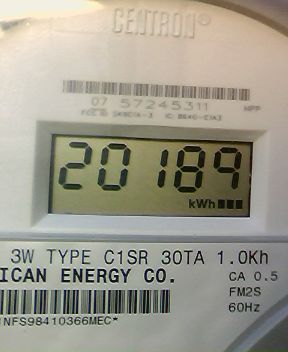 CENTRON®
07 57245311 MPP
20189
kWh
3W TYPE C1SR 30TA 1.0Kh
ICAN ENERGY CO.
CA 0.5
FM2S
60Hz
NFS98410366MEC*